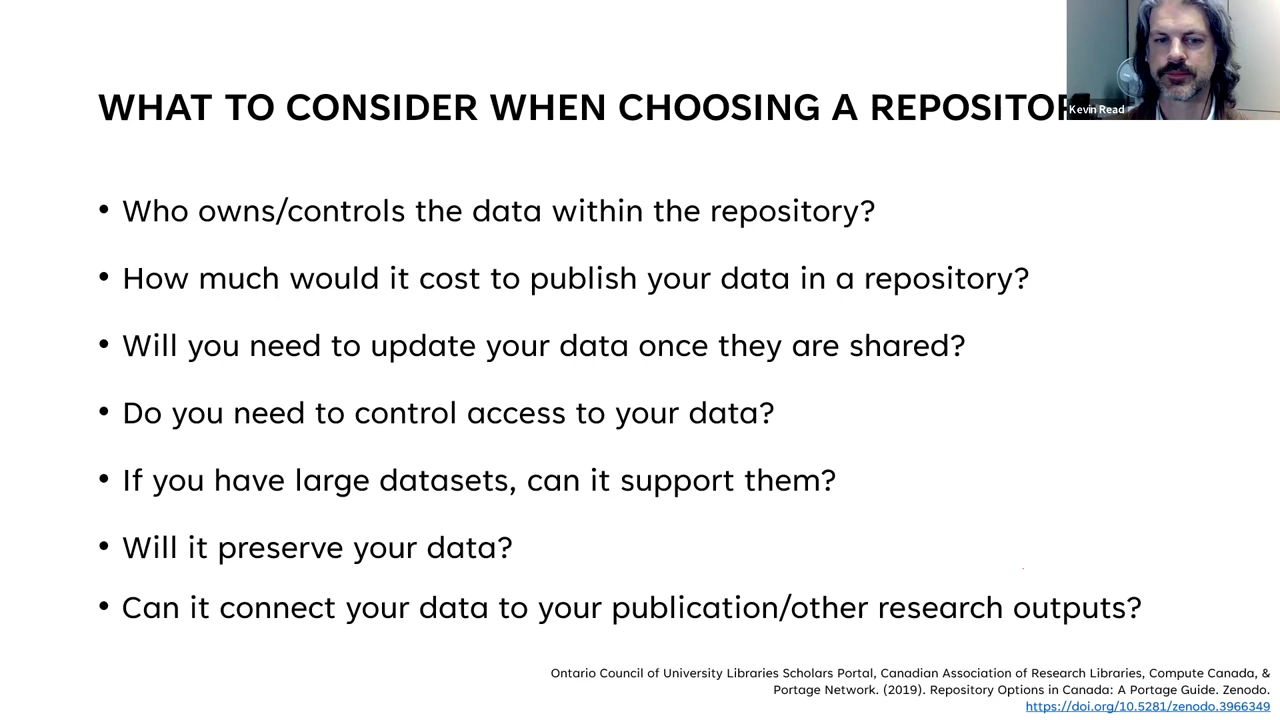 WHAT TO CONSIDER WHEN CHOOSING A
Kevin Read
• Who owns/controls the data within the repository?
• How much would it cost to publish your data in a repository?
• Will you need to update your data once they are shared?
• Do you need to control access to your data?
• If you have large datasets, can it support them?
• Will it preserve your data?
• Can it connect your data to your publication/other research outputs?
Ontario Council of University Libraries Scholars Portal, Canadian Association of Research Libraries, Compute Canada, &
Portage Network. (2019). Repository Options in Canada: A Portage Guide. Zenodo.
https://doi.org/10.5281/zenodo.3966349